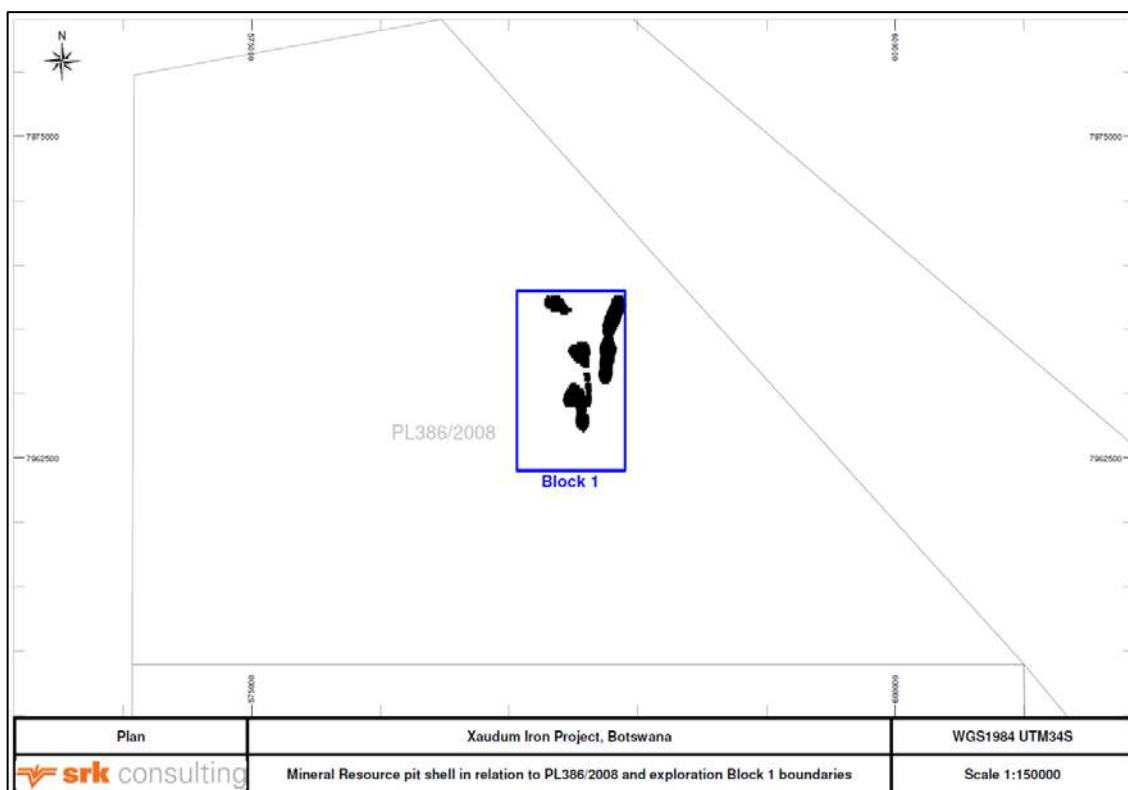 N
575000
600000
7975000
7975000
PL386/2008
7962500
7962500
Block 1
575000
600000
Plan
Xaudum Iron Project, Botswana
WGS1984 UTM34S
srk consulting
Mineral Resource pit shell in relation to PL386/2008 and exploration Block 1 boundaries
Scale 1:150000